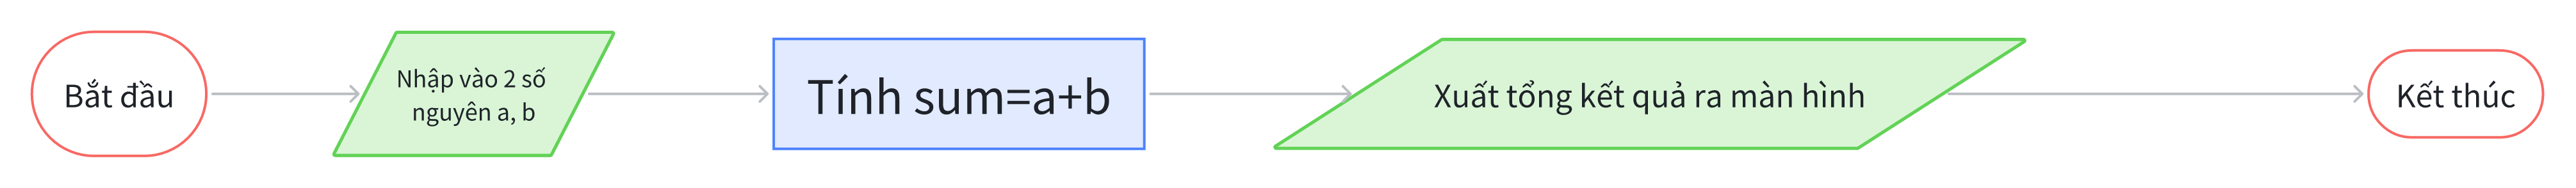 Bắt đầu
Nhập vào 2 số
nguyên a, b
Tính sum=a+b
Xuất tổng kết quả ra màn hình
Kết thúc